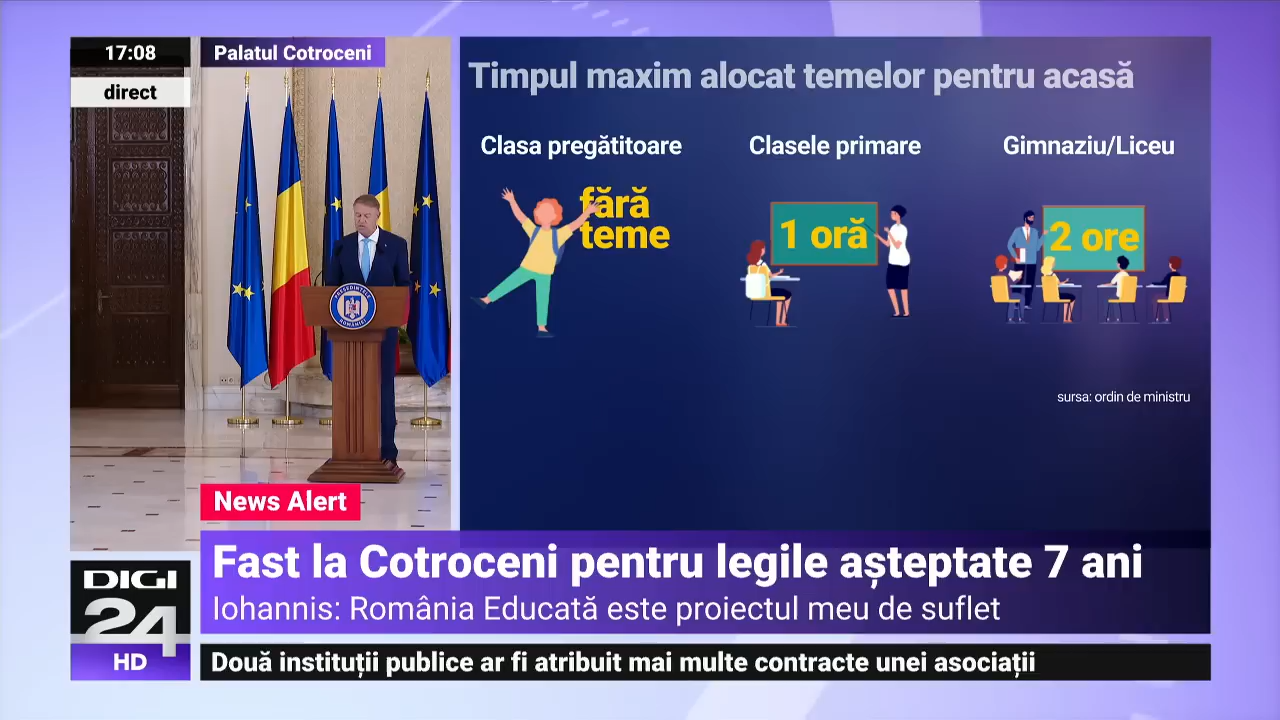 17:08
direct
Palatul Cotroceni
Timpul maxim alocat temelor pentru acasă
Clasa pregătitoare
fără
teme
Clasele primare
1 oră
Gimnaziu/Liceu
2 ore
sursa: ordin de ministru
PREȘEDINTELE
ROMÂNIEI
News Alert
Fast la Cotroceni pentru legile așteptate 7 ani
Iohannis: România Educată este proiectul meu de suflet
DIGI
24
HD
Două instituții publice ar fi atribuit mai multe contracte unei asociații